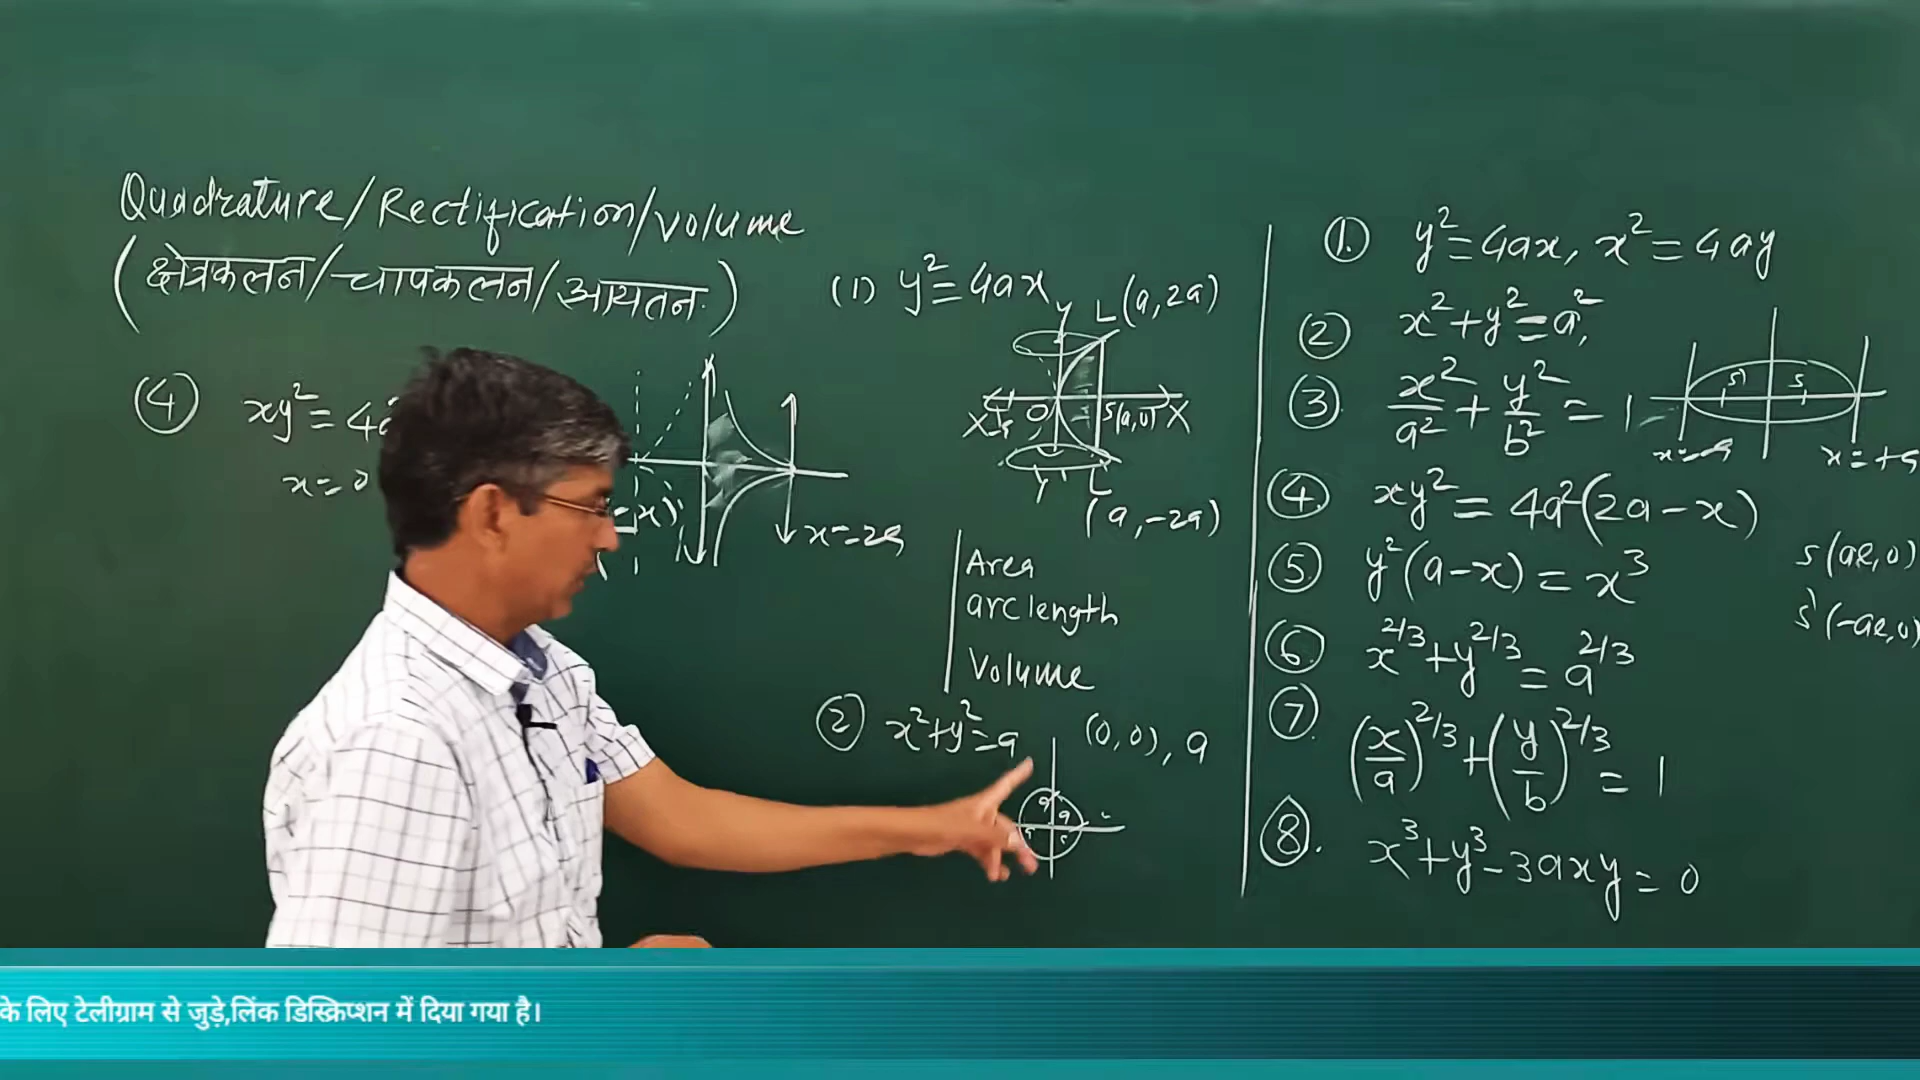 Quadrature/Rectification/volume
(क्षेत्रकलन/चापकलन/आयतन)
④ xy² = 4a
x=0
-x)
x=2a
(1) y² = 4ax
Y
L (a, 2a)
X
O
S(a,0) X
Y'
L'
(a, -2a)
Area
arc length
Volume
② x²+y²=a (0,0), a
a a
①. y² = 4ax, x² = 4ay
② x²+y² = a²,
③ x²/a² + y²/b² = 1
S' S
x=-a x=+a
④. xy² = 4a²(2a-x)
⑤. y²(a-x) = x³
S(ae,0)
S'(-ae,0)
⑥. x^2/3+y^2/3 = a^2/3
⑦. (x/a)^2/3+(y/b)^2/3 = 1
⑧. x³+y³-3axy = 0
के लिए टेलीग्राम से जुड़े,लिंक डिस्क्रिप्शन में दिया गया है।